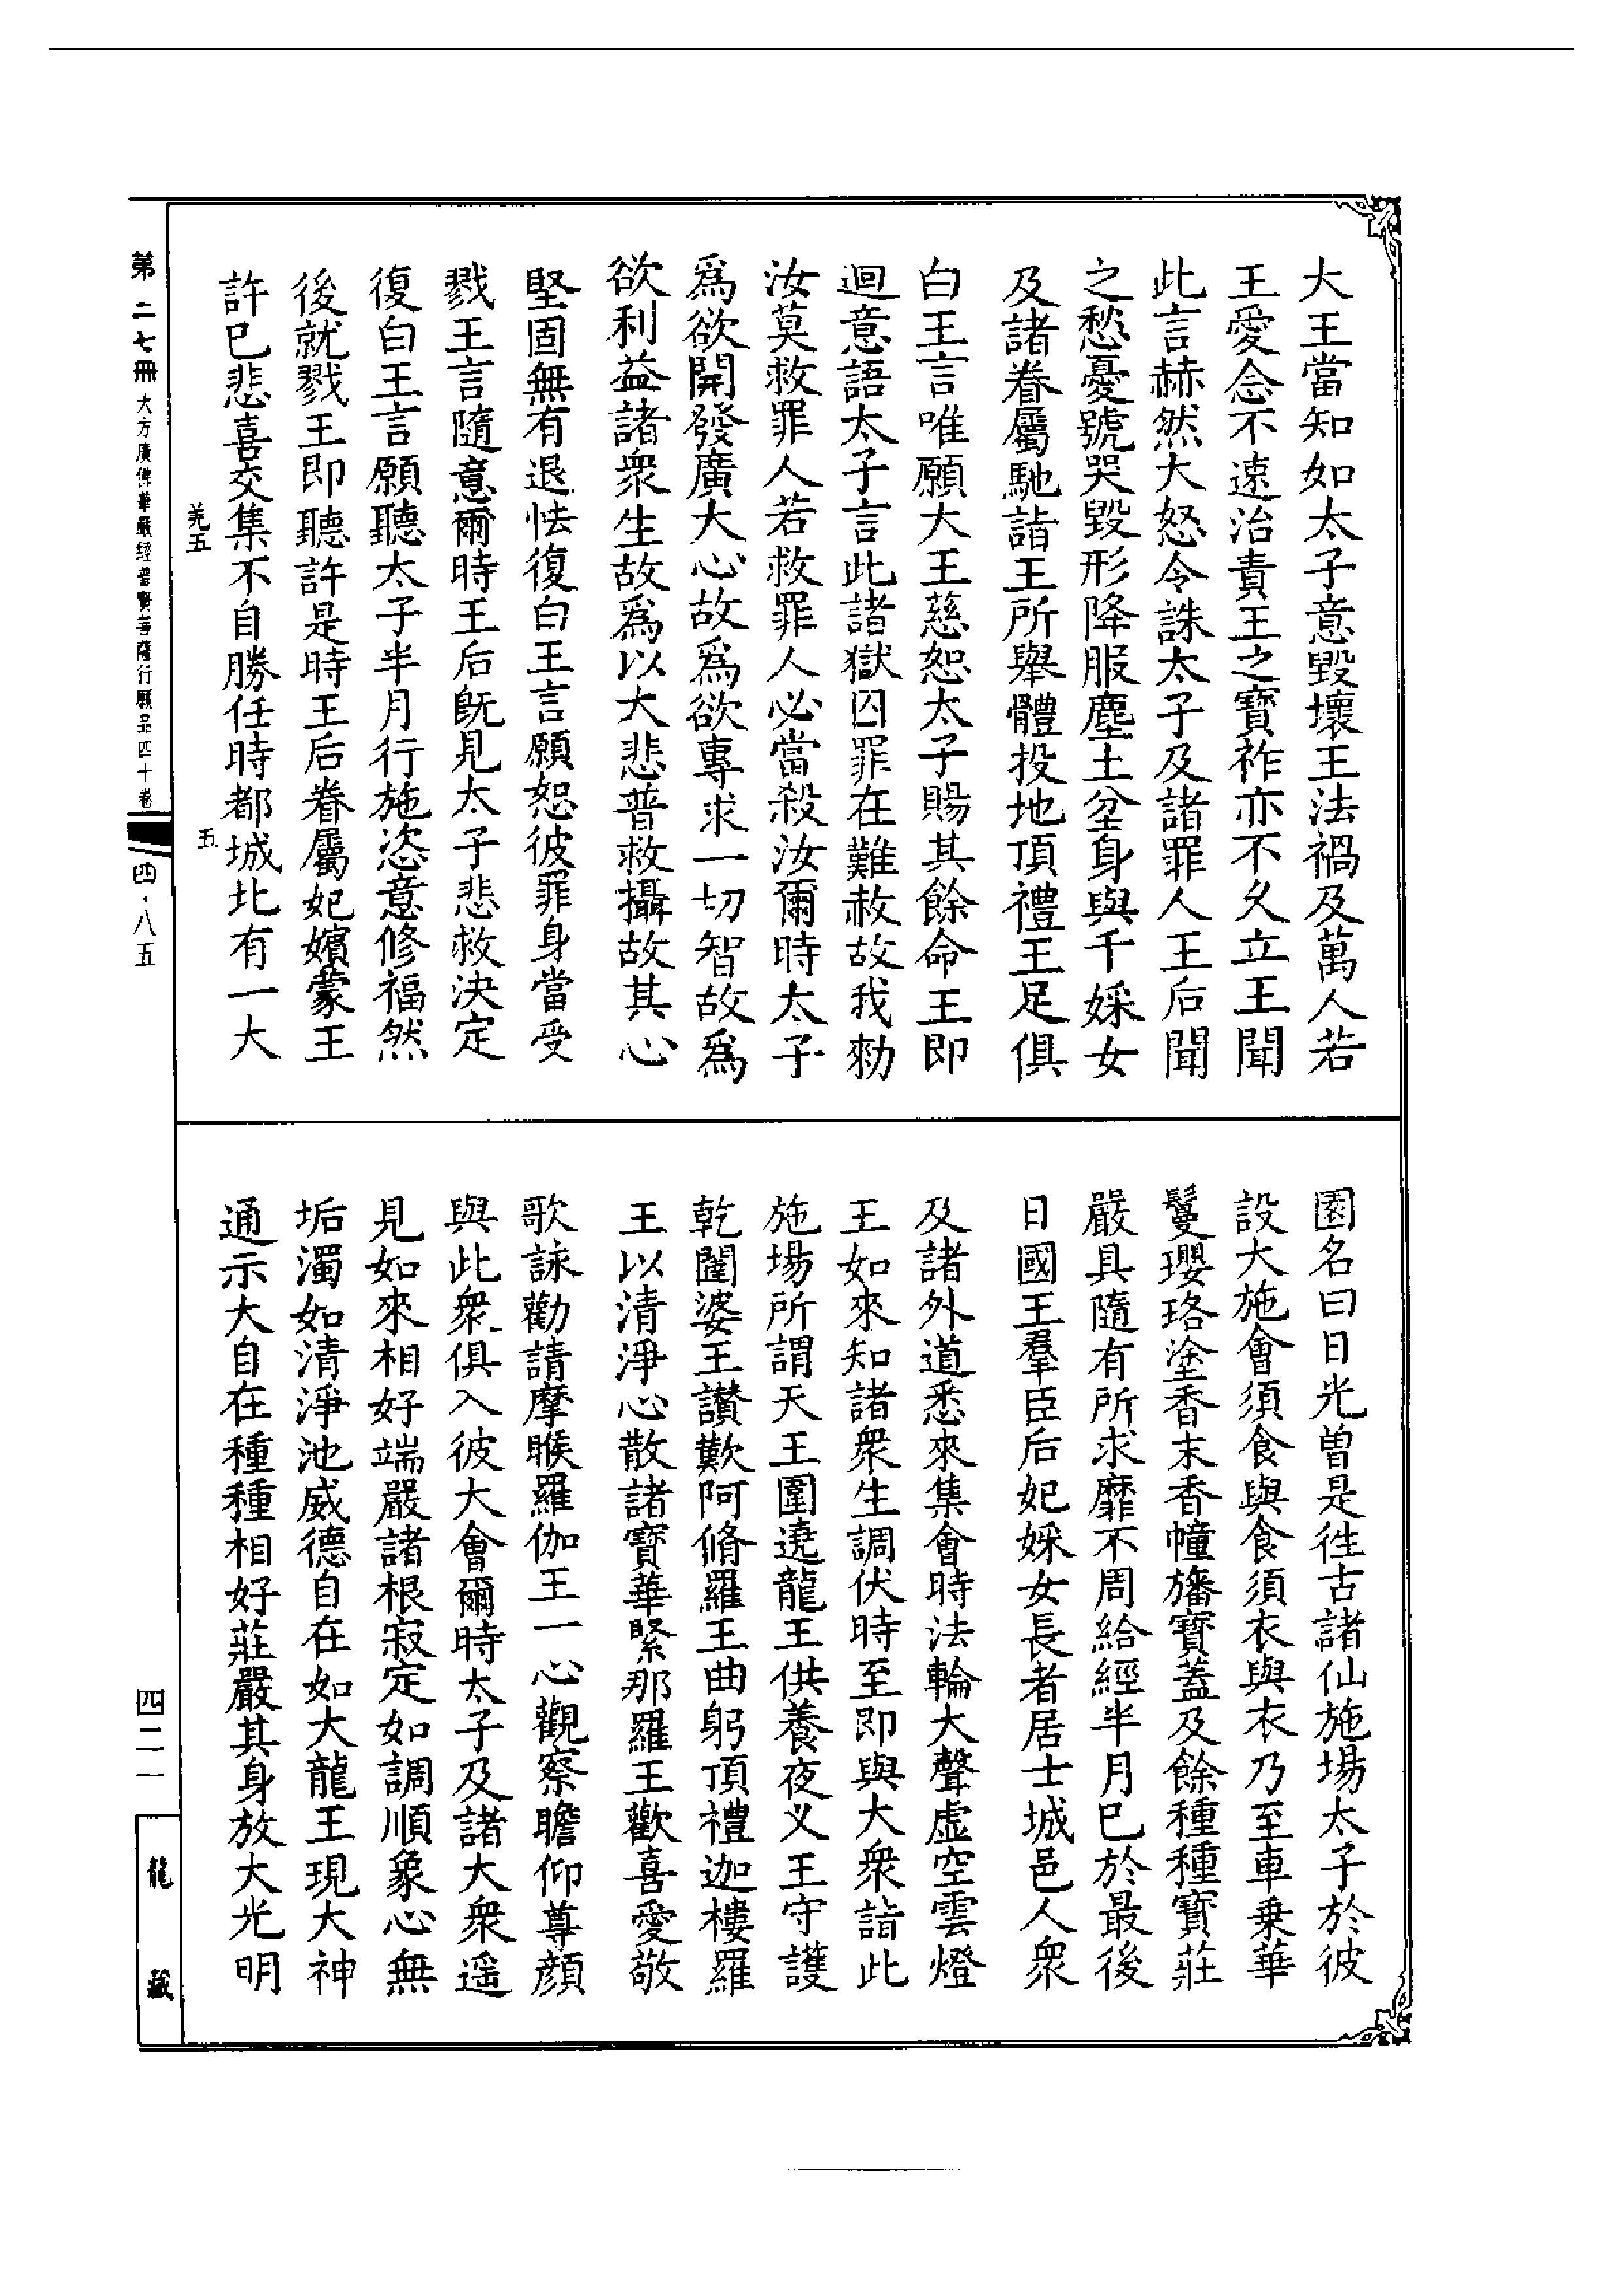 大王當知如太子意毀壞王法禍及萬人若
王愛念不速治責王之寶祚亦不久立王聞
此言赫然大怒令誅太子及諸罪人王后聞
之愁憂號哭毀形降服塵土坌身與千婇女
及諸眷屬馳詣王所舉體投地頂禮王足俱
白王言唯願大王慈恕太子賜其餘命王即
迴意語太子言此諸獄囚罪在難赦故我勑
汝莫救罪人若救罪人必當殺汝爾時太子
爲欲開發廣大心故爲欲專求一切智故爲
欲利益諸衆生故爲以大悲普救攝故其心
堅固無有退怯復白王言願恕彼罪身當受
戮王言隨意爾時王后既見太子悲救決定
復白王言願聽太子半月行施恣意修福然
後就戮王即聽許是時王后眷屬妃嬪蒙王
許已悲喜交集不自勝任時都城北有一大
羌五
五
園名曰日光曾是徃古諸仙施場太子於彼
設大施會須食與食須衣與衣乃至車乗華
鬘瓔珞塗香末香幢旛寶蓋及餘種種寶莊
嚴具隨有所求靡不周給經半月已於最後
日國王羣臣后妃婇女長者居士城邑人衆
及諸外道悉來集會時法輪大聲虛空雲燈
王如來知諸衆生調伏時至即與大衆詣此
施場所謂天王圍遶龍王供養夜乂王守護
乾闥婆王讃歎阿脩羅王曲躬頂禮迦樓羅
王以清淨心散諸寶華緊那羅王歡喜愛敬
歌詠勸請摩睺羅伽王一心觀察瞻仰尊顏
與此衆俱入彼大會爾時太子及諸大衆遥
見如來相好端嚴諸根寂定如調順象心無
垢濁如清淨池威德自在如大龍王現大神
通示大自在種種相好莊嚴其身放大光明
第二七冊 大方廣佛華嚴經普賢菩薩行願品四十卷
四·八五
四二一
龍藏